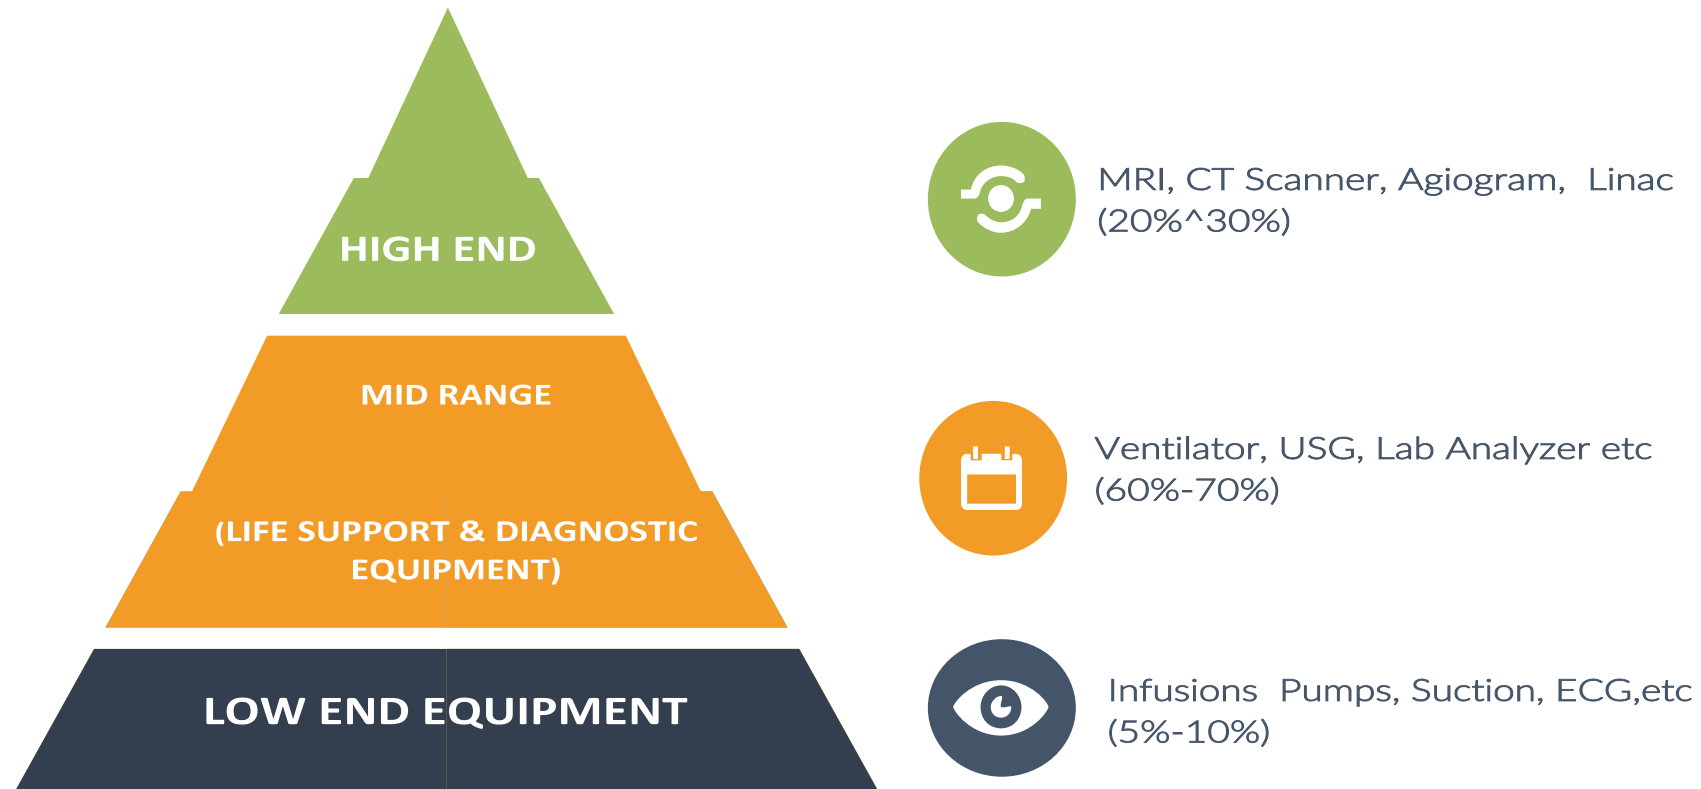 HIGH END
MRI, CT Scanner, Agiogram, Linac
(20%^30%)
MID RANGE
(LIFE SUPPORT & DIAGNOSTIC
EQUIPMENT)
Ventilator, USG, Lab Analyzer etc
(60%-70%)
LOW END EQUIPMENT
Infusions Pumps, Suction, ECG,etc
(5%-10%)